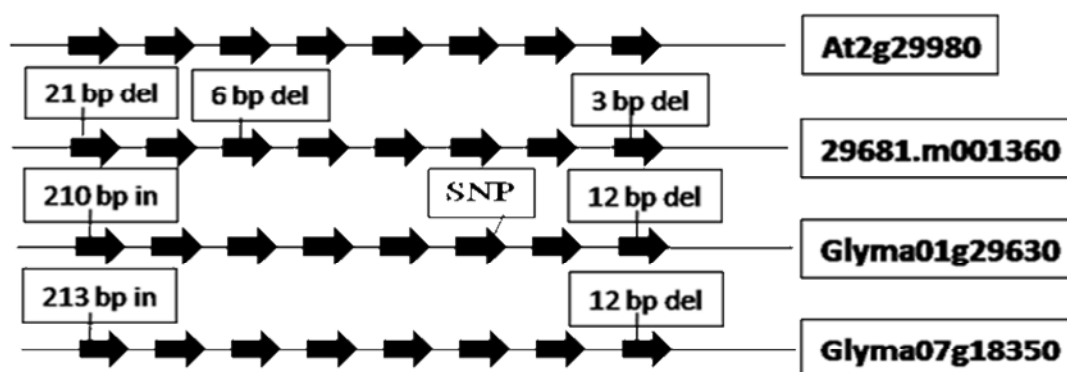 At2g29980
21 bp del
6 bp del
3 bp del
29681.m001360
210 bp in
SNP
12 bp del
Glyma01g29630
213 bp in
12 bp del
Glyma07g18350